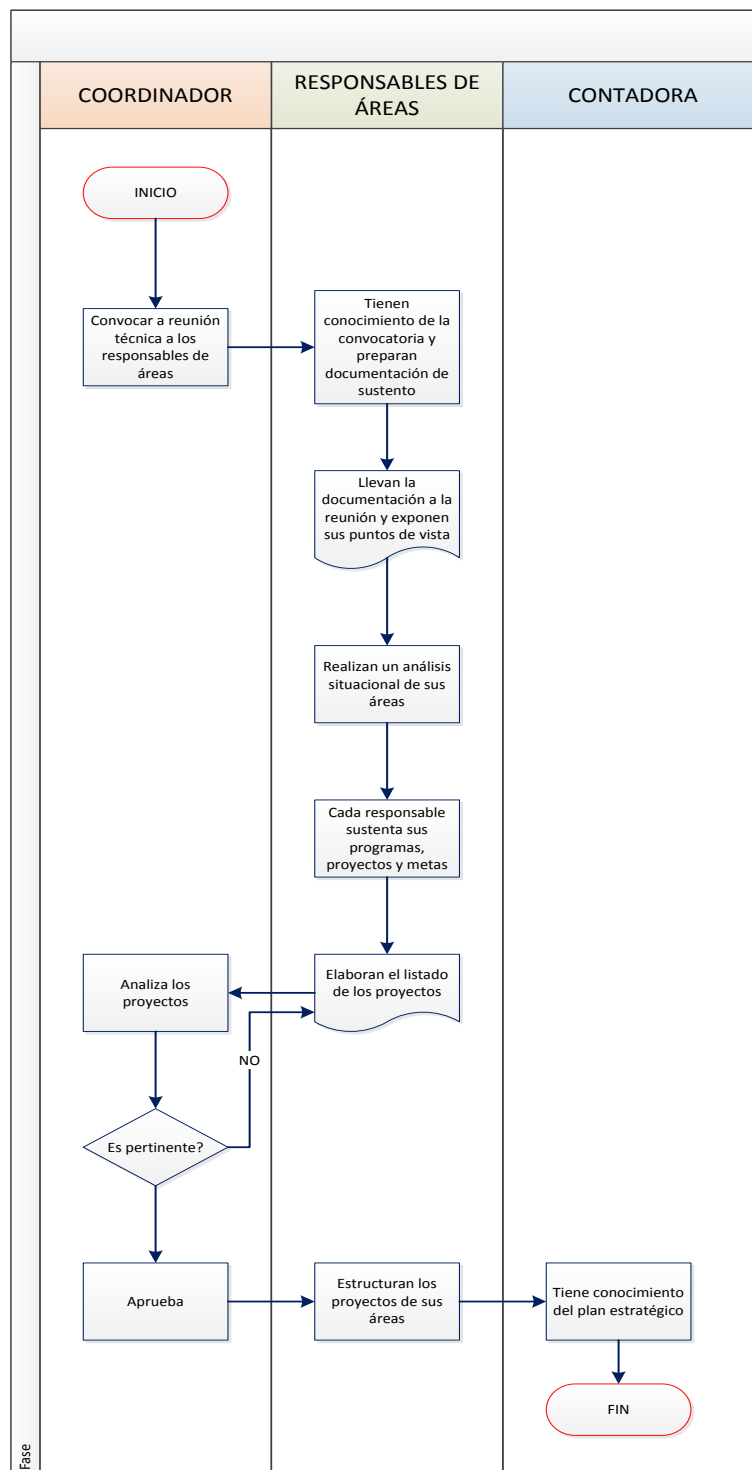 COORDINADOR
RESPONSABLES DE
ÁREAS
CONTADORA
INICIO
Convocar a reunión
técnica a los
responsables de
áreas
Tienen
conocimiento de la
convocatoria y
preparan
documentación de
sustento
Llevan la
documentación a la
reunión y exponen
sus puntos de vista
Realizan un análisis
situacional de sus
áreas
Cada responsable
sustenta sus
programas,
proyectos y metas
Elaboran el listado
de los proyectos
Analiza los
proyectos
NO
Es pertinente?
Aprueba
Estructuran los
proyectos de sus
áreas
Tiene conocimiento
del plan estratégico
FIN
Fase